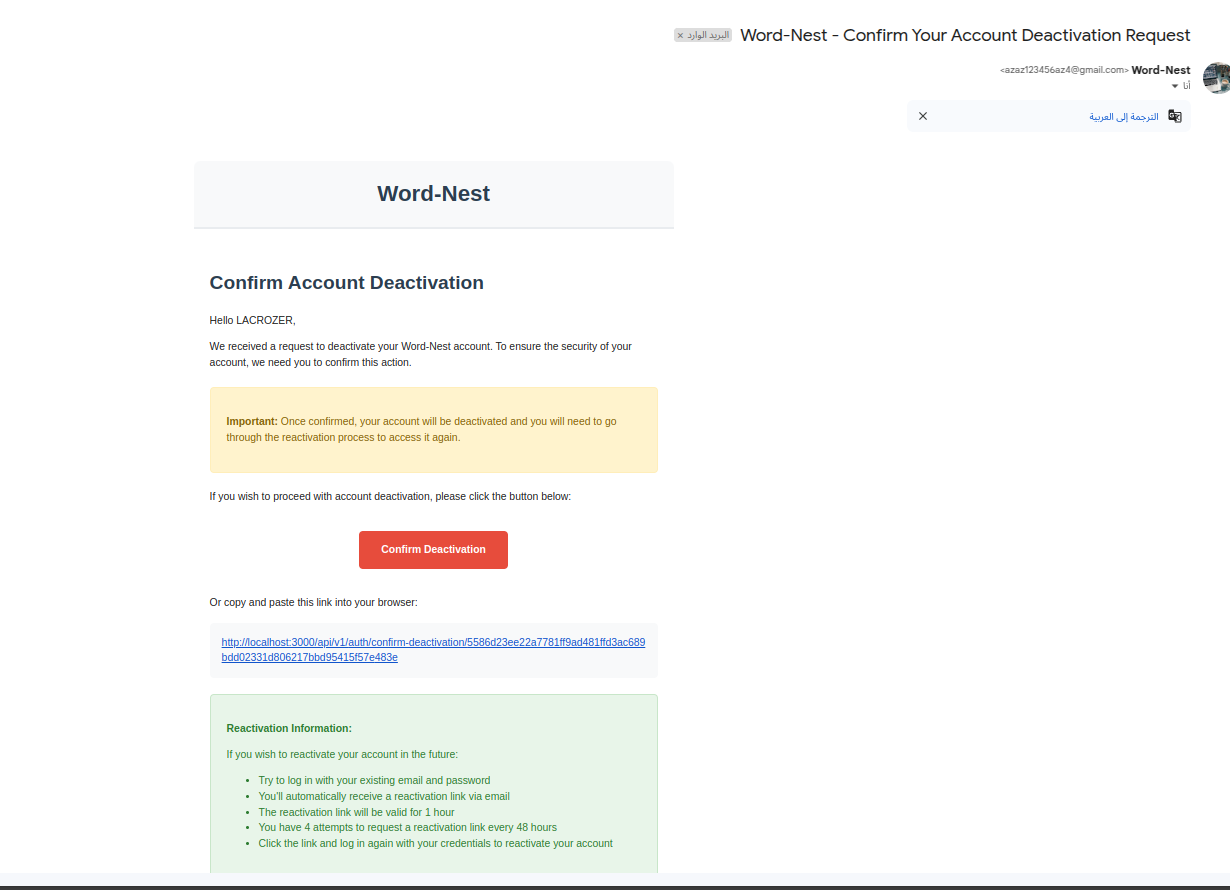 Word-Nest - Confirm Your Account Deactivation Request البريد الوارد ×
Word-Nest <azaz123456az4@gmail.com>
أنا
الترجمة إلى العربية
Word-Nest
Confirm Account Deactivation
Hello LACROZER,
We received a request to deactivate your Word-Nest account. To ensure the security of your
account, we need you to confirm this action.
Important: Once confirmed, your account will be deactivated and you will need to go
through the reactivation process to access it again.
If you wish to proceed with account deactivation, please click the button below:
Confirm Deactivation
Or copy and paste this link into your browser:
http://localhost:3000/api/v1/auth/confirm-deactivation/5586d23ee22a7781ff9ad481ffd3ac689
bdd02331d806217bbd95415f57e483e
Reactivation Information:
If you wish to reactivate your account in the future:
• Try to log in with your existing email and password
• You'll automatically receive a reactivation link via email
• The reactivation link will be valid for 1 hour
• You have 4 attempts to request a reactivation link every 48 hours
• Click the link and log in again with your credentials to reactivate your account